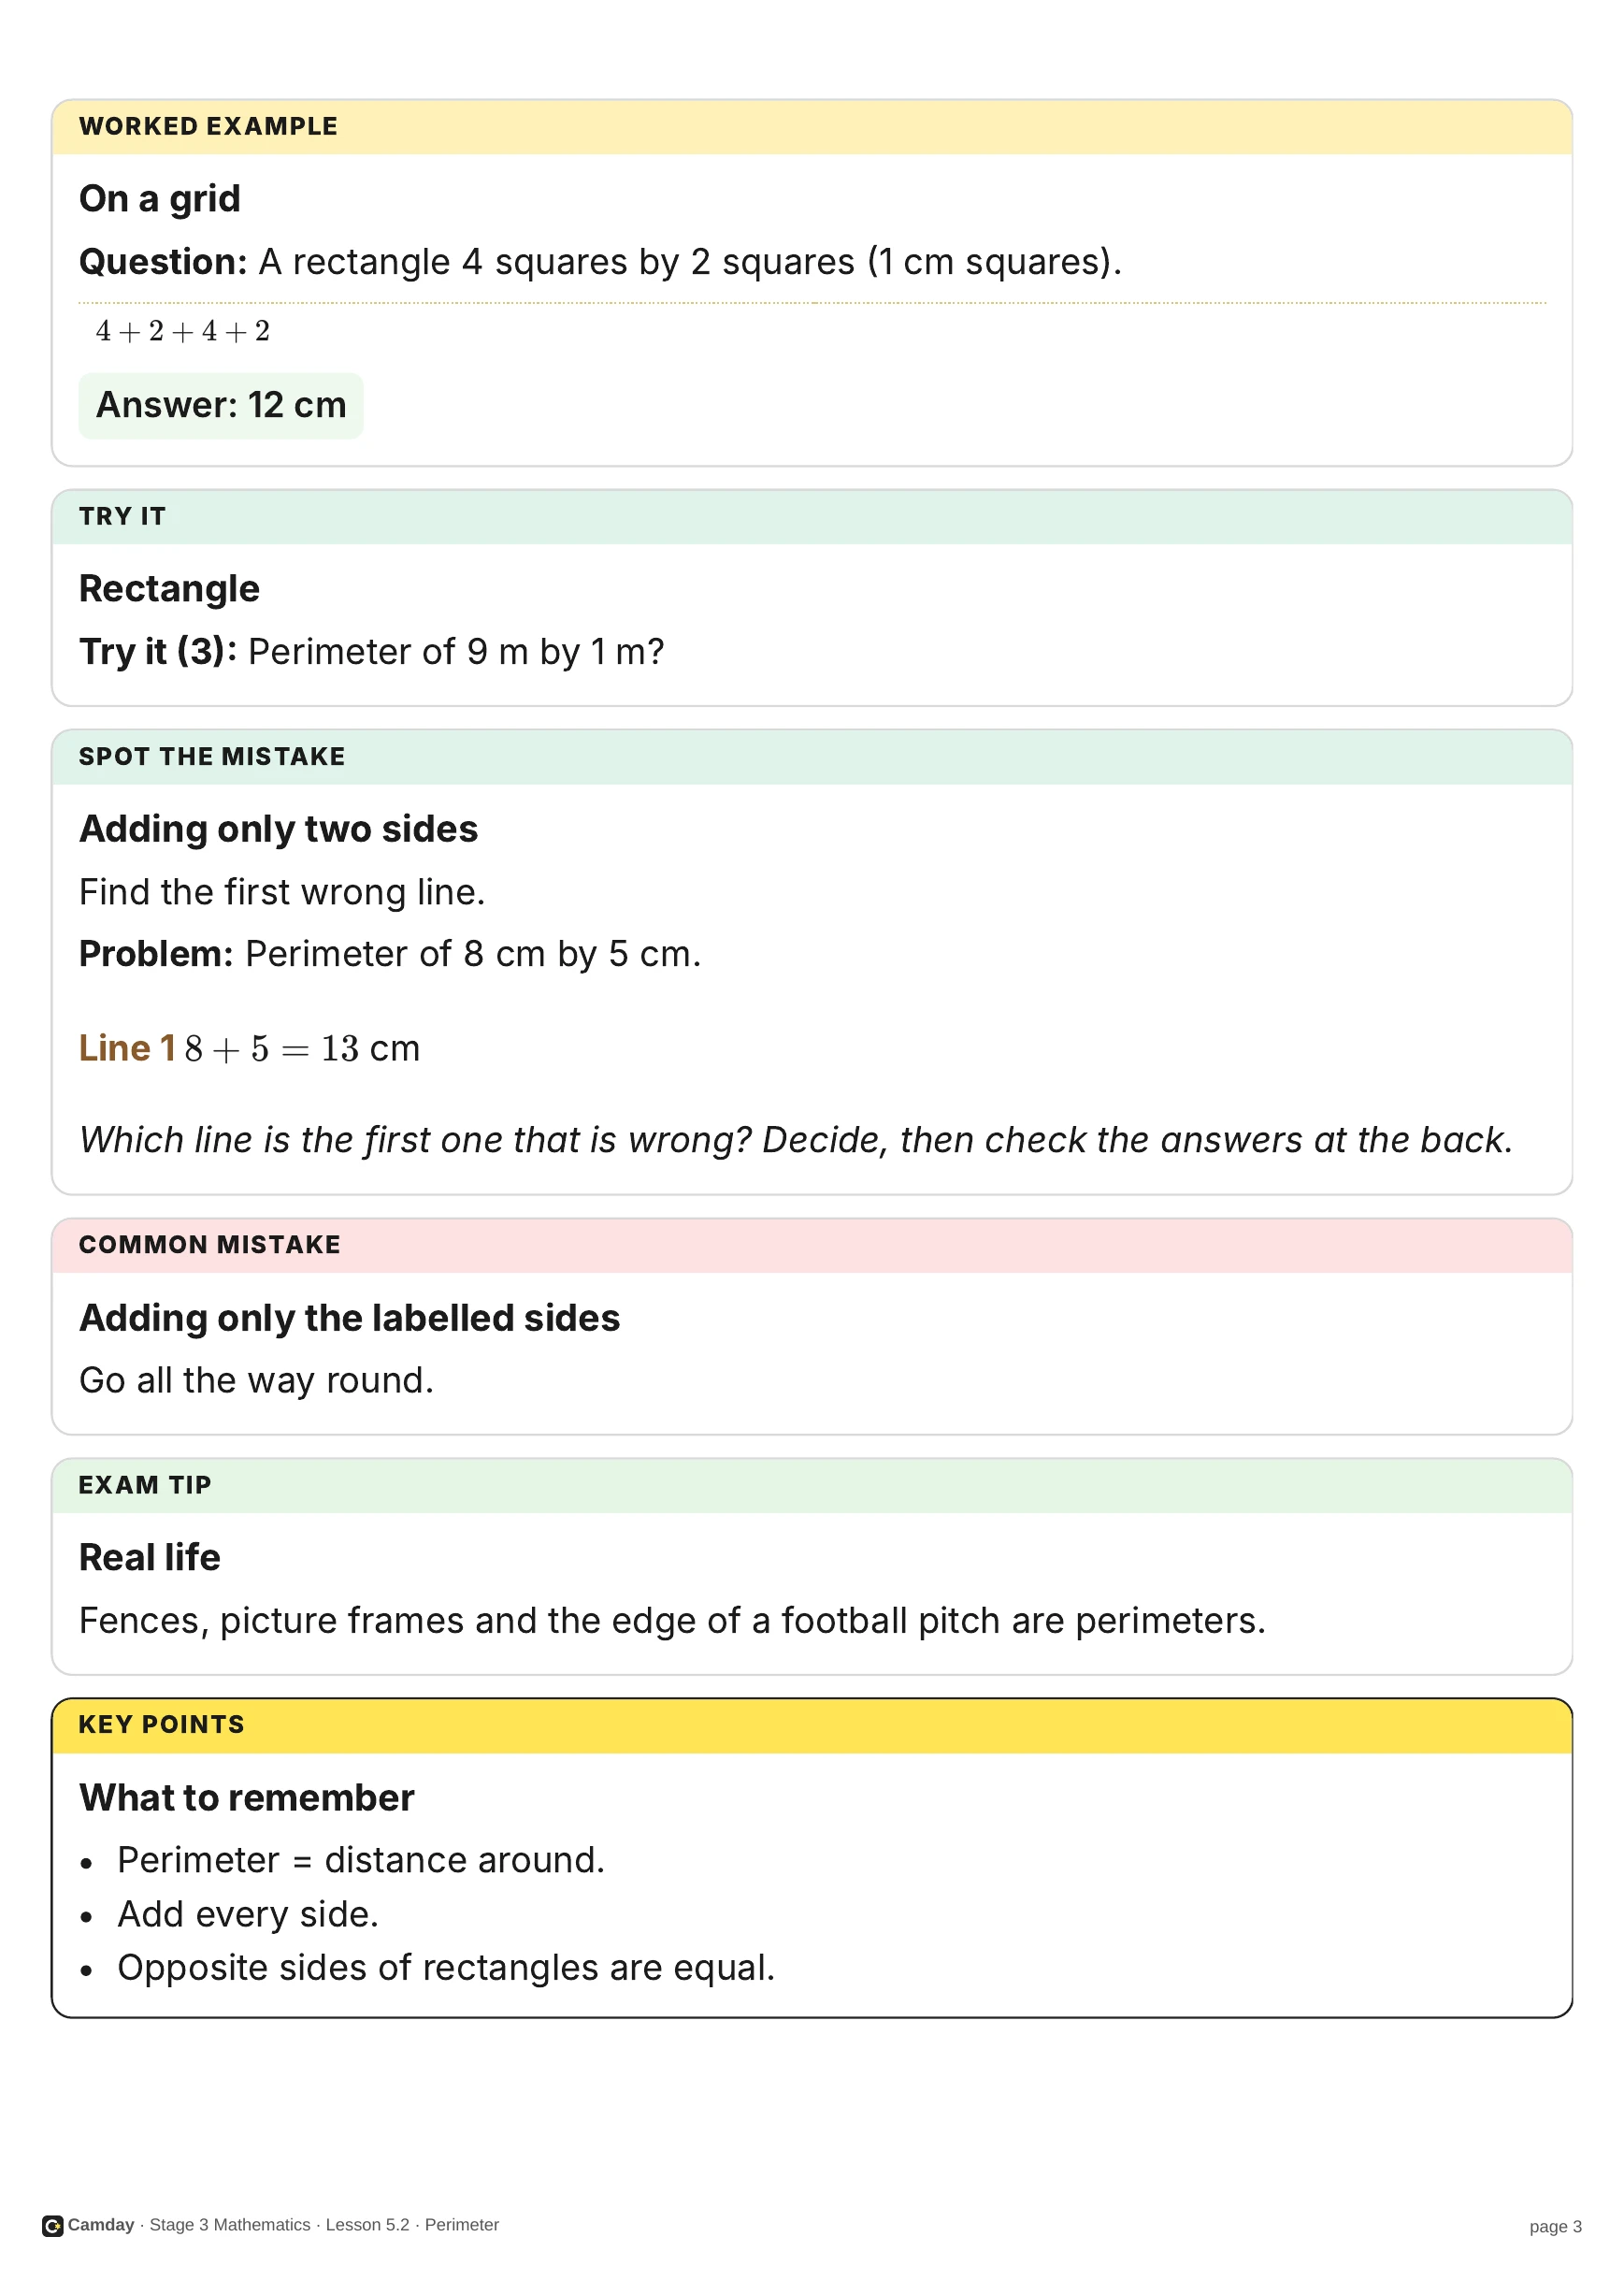 WORKED EXAMPLE
On a grid
Question: A rectangle 4 squares by 2 squares (1 cm squares).
4 + 2 + 4 + 2
Answer: 12 cm
TRY IT
Rectangle
Try it (3): Perimeter of 9 m by 1 m?
SPOT THE MISTAKE
Adding only two sides
Find the first wrong line.
Problem: Perimeter of 8 cm by 5 cm.
Line 1 8 + 5 = 13 cm
Which line is the first one that is wrong? Decide, then check the answers at the back.
COMMON MISTAKE
Adding only the labelled sides
Go all the way round.
EXAM TIP
Real life
Fences, picture frames and the edge of a football pitch are perimeters.
KEY POINTS
What to remember
• Perimeter = distance around.
• Add every side.
• Opposite sides of rectangles are equal.
Camday · Stage 3 Mathematics · Lesson 5.2 · Perimeter
page 3